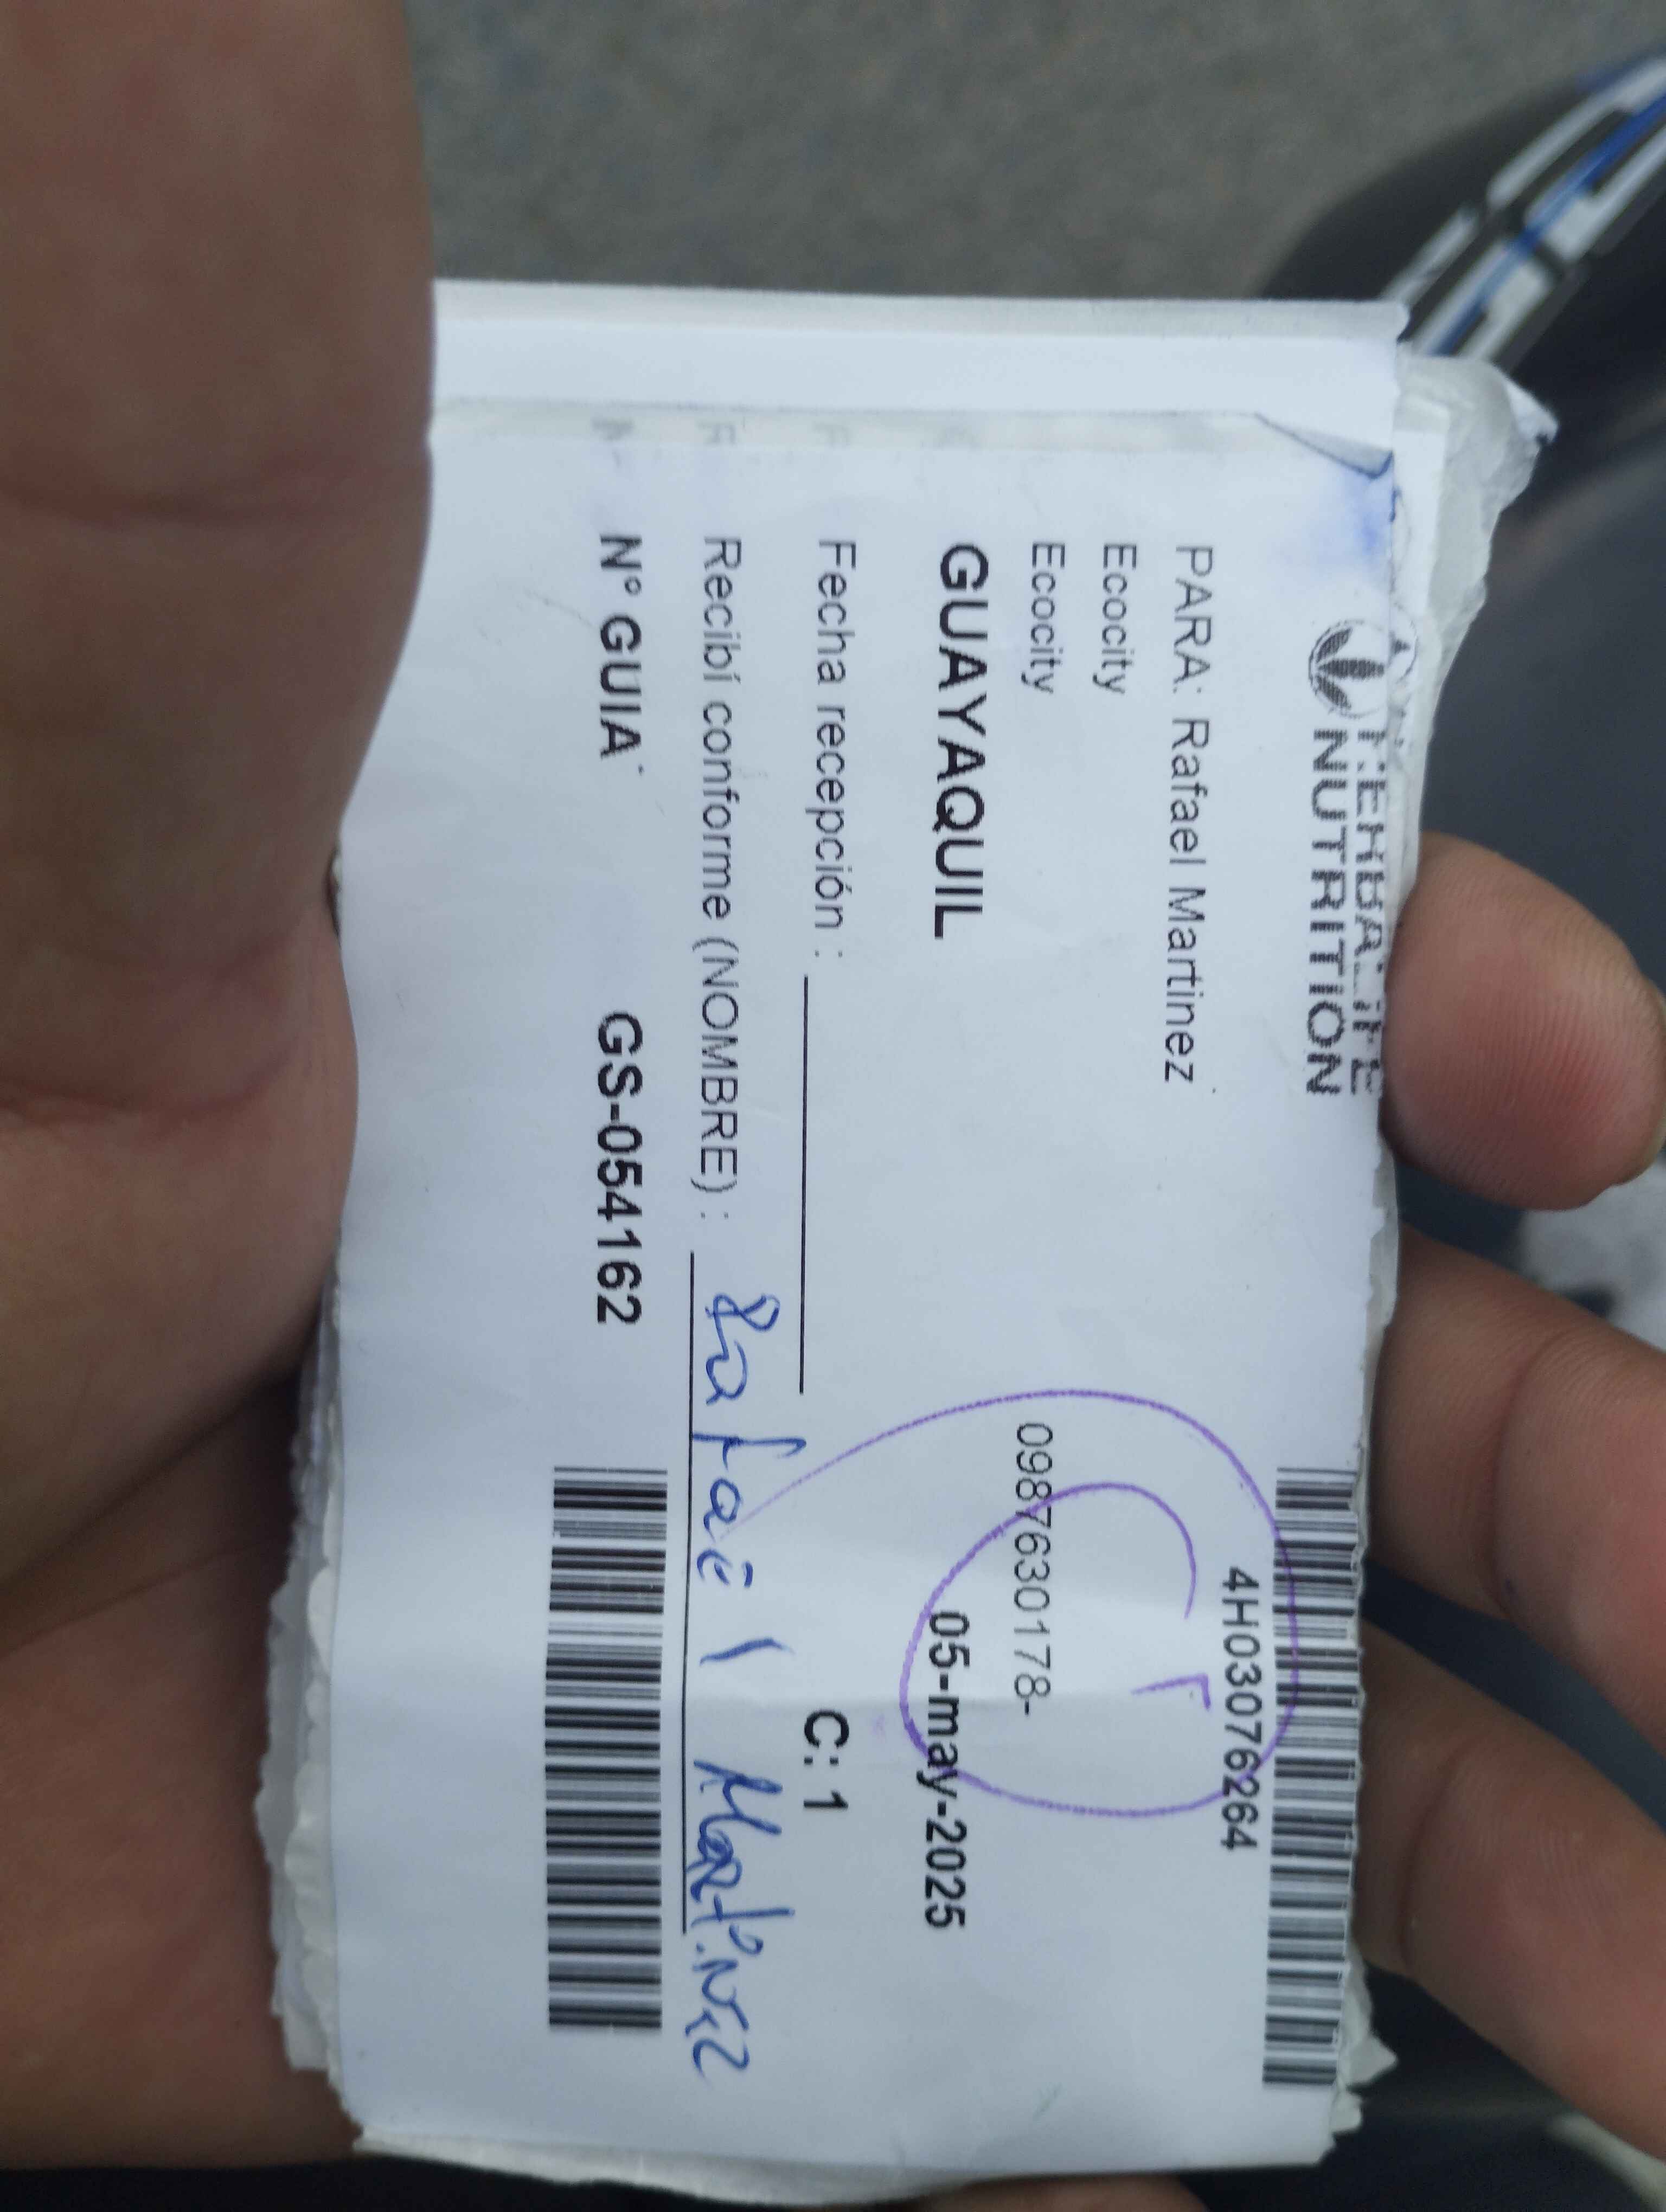 HERBALIFE
NUTRITION
4H03076264
PARA: Rafael Martinez
Ecocity
Ecocity 0987630178-
GUAYAQUIL 05-may-2025
Fecha recepción :
C: 1
Recibí conforme (NOMBRE) : Rafael Martinez
N° GUIA GS-054162